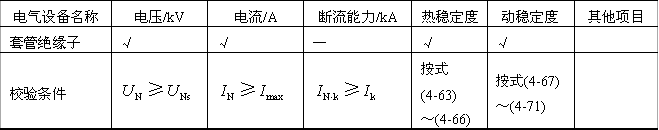 电气设备名称 电压/kV 电流/A 断流能力/kA 热稳定度 动稳定度 其他项目
套管绝缘子 √ √ — √ √
校验条件 U_N ≥ U_Ns I_N ≥ I_max I_N·k ≥ I_k 按式(4-63)～(4-66) 按式(4-67)～(4-71)